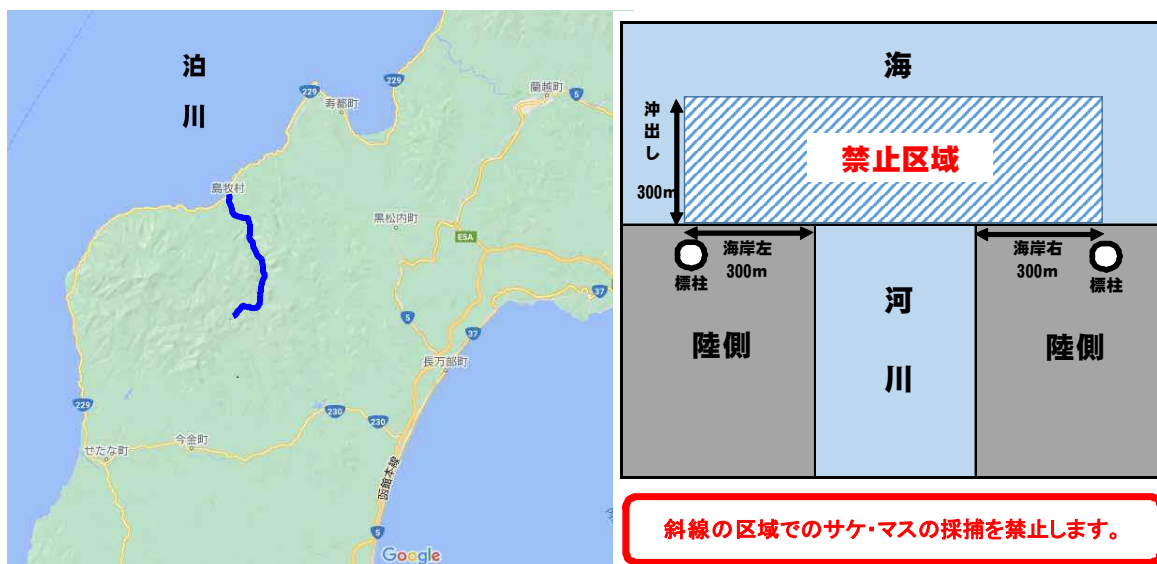 泊
川
229
寿都町
229
蘭越町
5
島牧村
黒松内町
E5A
37
5
37
長万部町
229
230
230
せたな町
今金町
函館本線
5
Google
海
沖出し
300m
禁止区域
海岸左
300m
海岸右
300m
標柱
標柱
河
川
陸側
陸側
斜線の区域でのサケ・マスの採捕を禁止します。